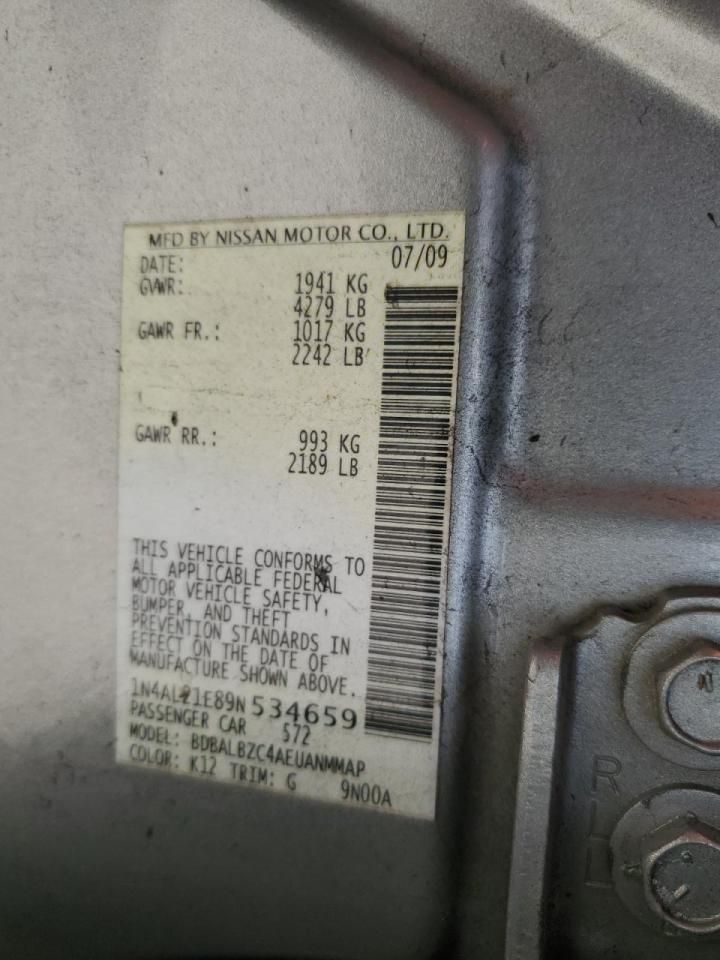 MFD BY NISSAN MOTOR CO., LTD.
DATE: 07/09
GVWR: 1941 KG
4279 LB
GAWR FR.: 1017 KG
2242 LB
GAWR RR.: 993 KG
2189 LB
THIS VEHICLE CONFORMS TO
ALL APPLICABLE FEDERAL
MOTOR VEHICLE SAFETY,
BUMPER, AND THEFT
PREVENTION STANDARDS IN
EFFECT ON THE DATE OF
MANUFACTURE SHOWN ABOVE.
1N4AL21E89N534659
PASSENGER CAR 572
MODEL: BDBALBZC4AEUANMMAP
COLOR: K12 TRIM: G 9N00A